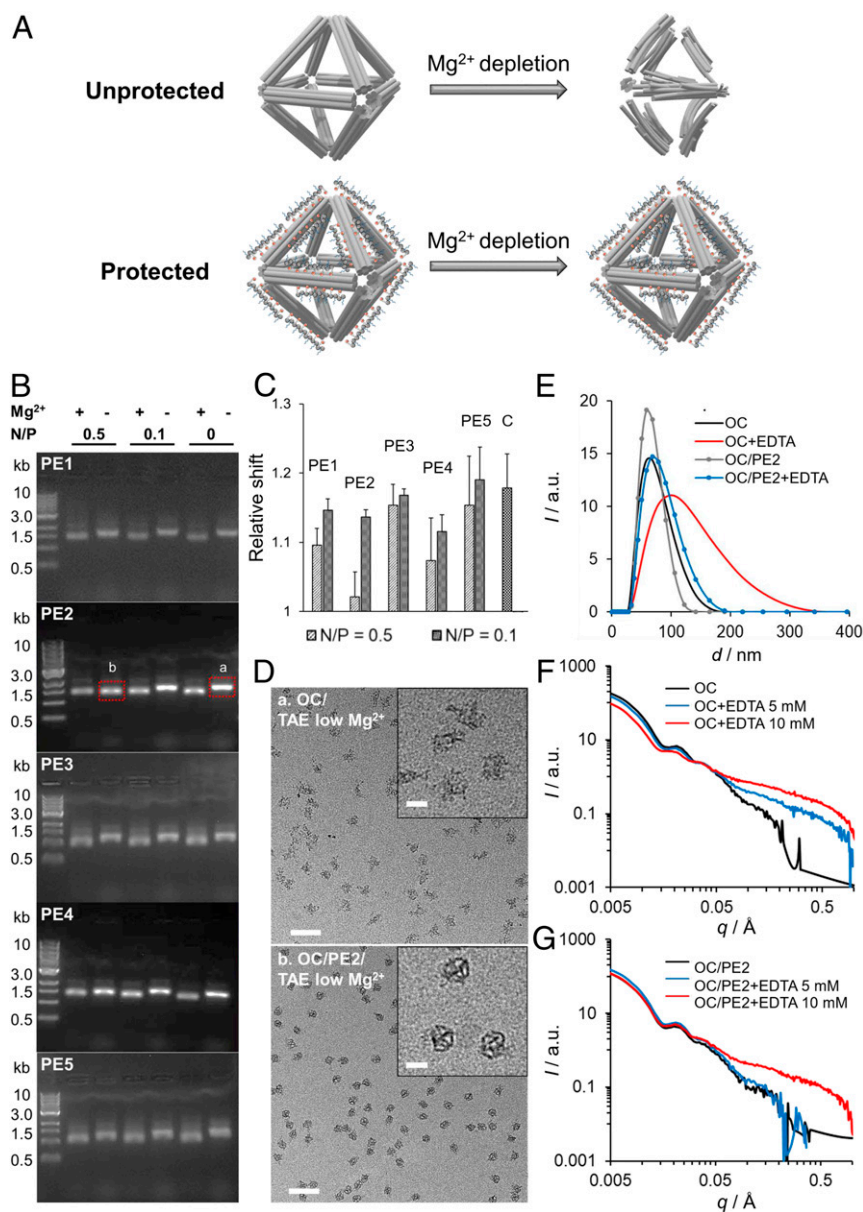 A
Unprotected
Mg²⁺ depletion
Protected
Mg²⁺ depletion
B
Mg²⁺ + - + - + -
N/P 0.5 0.1 0
kb PE1
10
3.0
1.5
0.5
kb PE2
10
3.0 b a
1.5
0.5
kb PE3
10
3.0
1.5
0.5
kb PE4
10
3.0
1.5
0.5
kb PE5
10
3.0
1.5
0.5
C
Relative shift
1.3
1.2
1.1
1
PE1
PE2
PE3
PE4
PE5
C
N/P = 0.5
N/P = 0.1
D
a. OC/
TAE low Mg²⁺
b. OC/PE2/
TAE low Mg²⁺
E
I / a.u.
20
15
10
5
0
OC
OC+EDTA
OC/PE2
OC/PE2+EDTA
0 100 200 300 400
d / nm
F
I / a.u.
1000
10
0.1
0.001
OC
OC+EDTA 5 mM
OC+EDTA 10 mM
0.005 0.05 0.5
q / Å
G
I / a.u.
1000
10
0.1
0.001
OC/PE2
OC/PE2+EDTA 5 mM
OC/PE2+EDTA 10 mM
0.005 0.05 0.5
q / Å